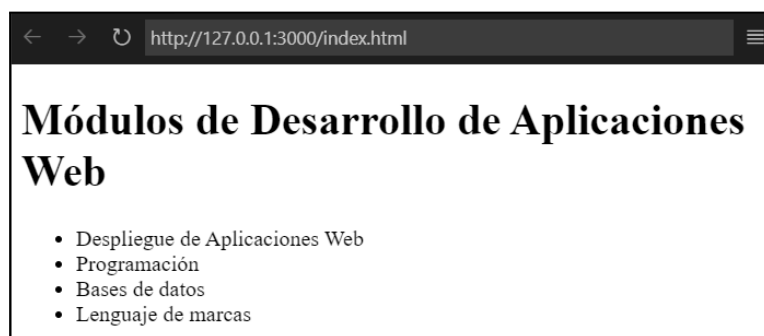 http://127.0.0.1:3000/index.html
Módulos de Desarrollo de Aplicaciones
Web
Despliegue de Aplicaciones Web
Programación
Bases de datos
Lenguaje de marcas